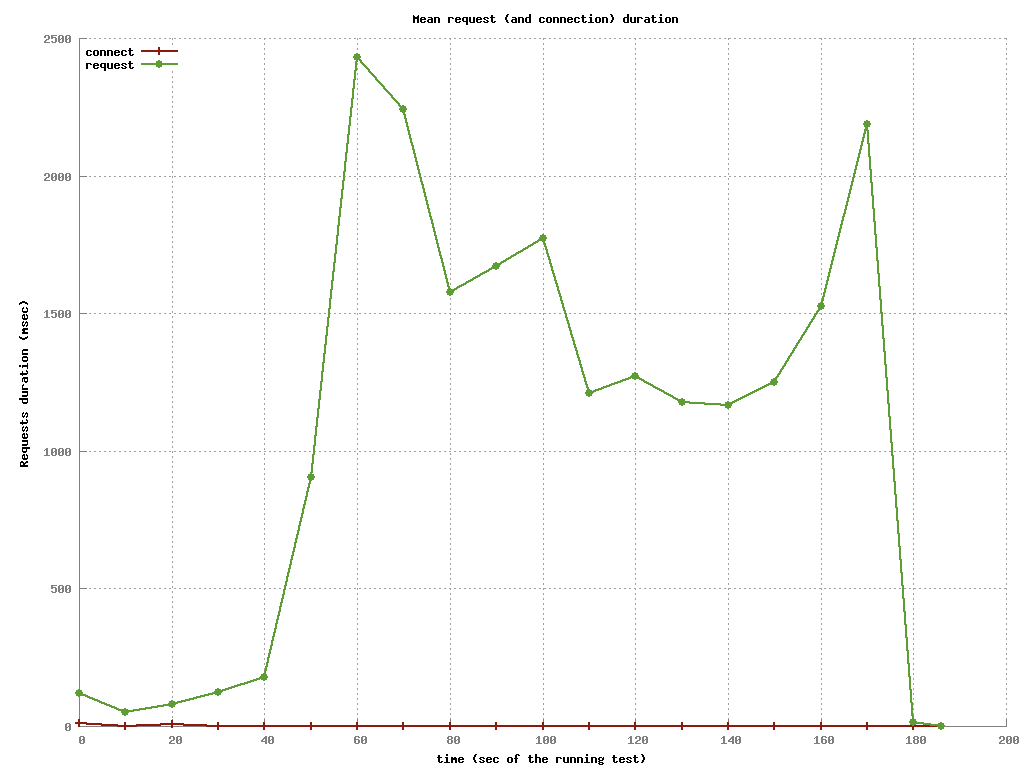 Mean request (and connection) duration
connect
request
2500
2000
1500
1000
500
0
Requests duration (msec)
0 20 40 60 80 100 120 140 160 180 200
time (sec of the running test)